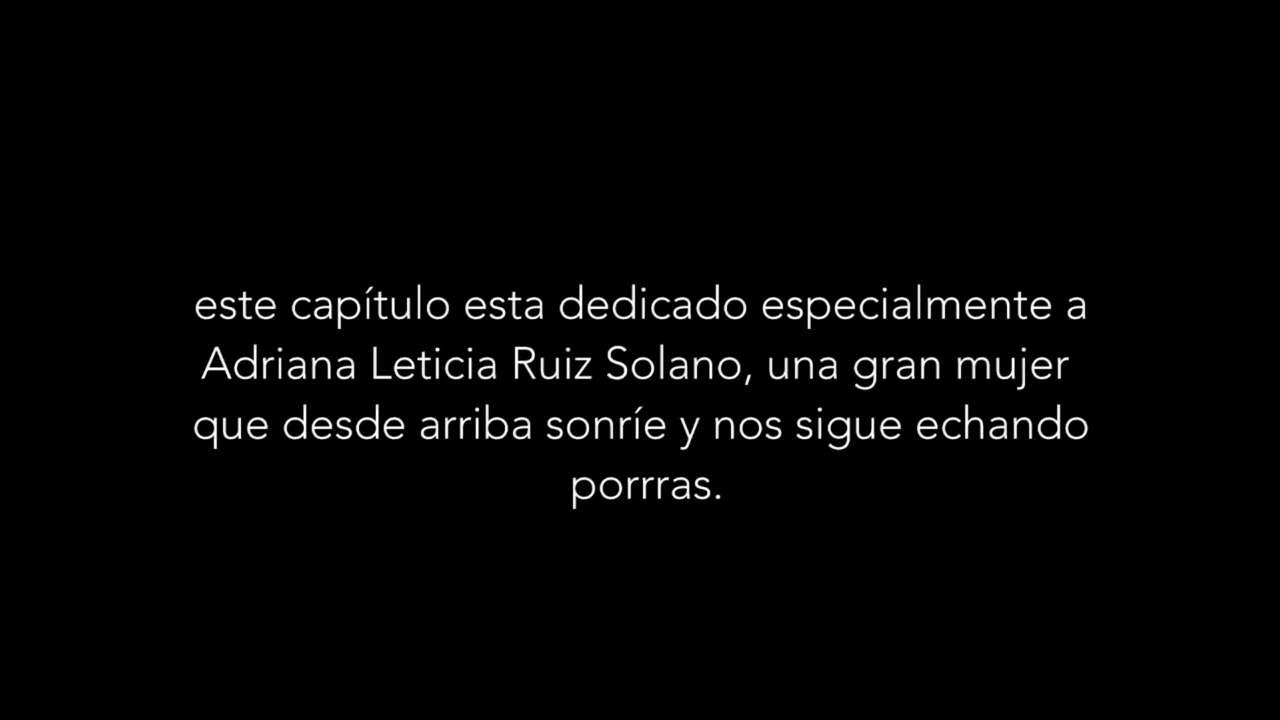 este capítulo esta dedicado especialmente a
Adriana Leticia Ruiz Solano, una gran mujer
que desde arriba sonríe y nos sigue echando
porrras.